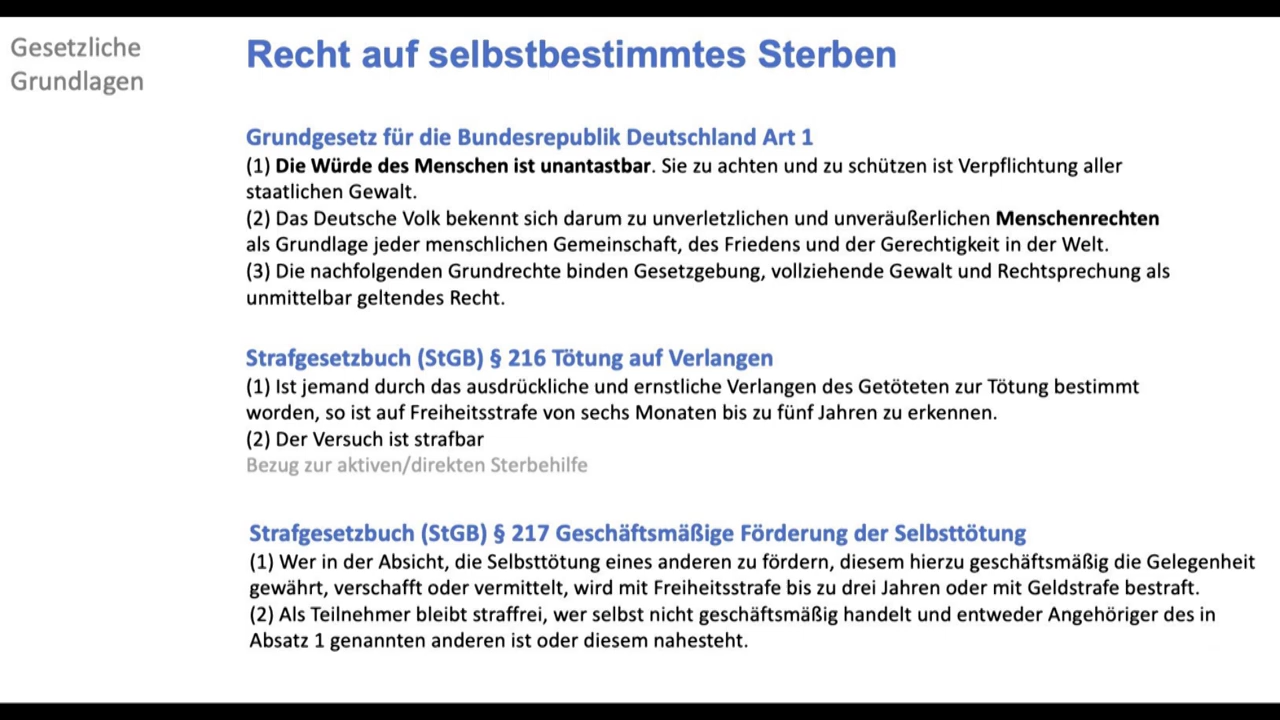 Gesetzliche
Grundlagen
Recht auf selbstbestimmtes Sterben
Grundgesetz für die Bundesrepublik Deutschland Art 1
(1) Die Würde des Menschen ist unantastbar. Sie zu achten und zu schützen ist Verpflichtung aller
staatlichen Gewalt.
(2) Das Deutsche Volk bekennt sich darum zu unverletzlichen und unveräußerlichen Menschenrechten
als Grundlage jeder menschlichen Gemeinschaft, des Friedens und der Gerechtigkeit in der Welt.
(3) Die nachfolgenden Grundrechte binden Gesetzgebung, vollziehende Gewalt und Rechtsprechung als
unmittelbar geltendes Recht.
Strafgesetzbuch (StGB) § 216 Tötung auf Verlangen
(1) Ist jemand durch das ausdrückliche und ernstliche Verlangen des Getöteten zur Tötung bestimmt
worden, so ist auf Freiheitsstrafe von sechs Monaten bis zu fünf Jahren zu erkennen.
(2) Der Versuch ist strafbar
Bezug zur aktiven/direkten Sterbehilfe
Strafgesetzbuch (StGB) § 217 Geschäftsmäßige Förderung der Selbsttötung
(1) Wer in der Absicht, die Selbsttötung eines anderen zu fördern, diesem hierzu geschäftsmäßig die Gelegenheit
gewährt, verschafft oder vermittelt, wird mit Freiheitsstrafe bis zu drei Jahren oder mit Geldstrafe bestraft.
(2) Als Teilnehmer bleibt straffrei, wer selbst nicht geschäftsmäßig handelt und entweder Angehöriger des in
Absatz 1 genannten anderen ist oder diesem nahesteht.